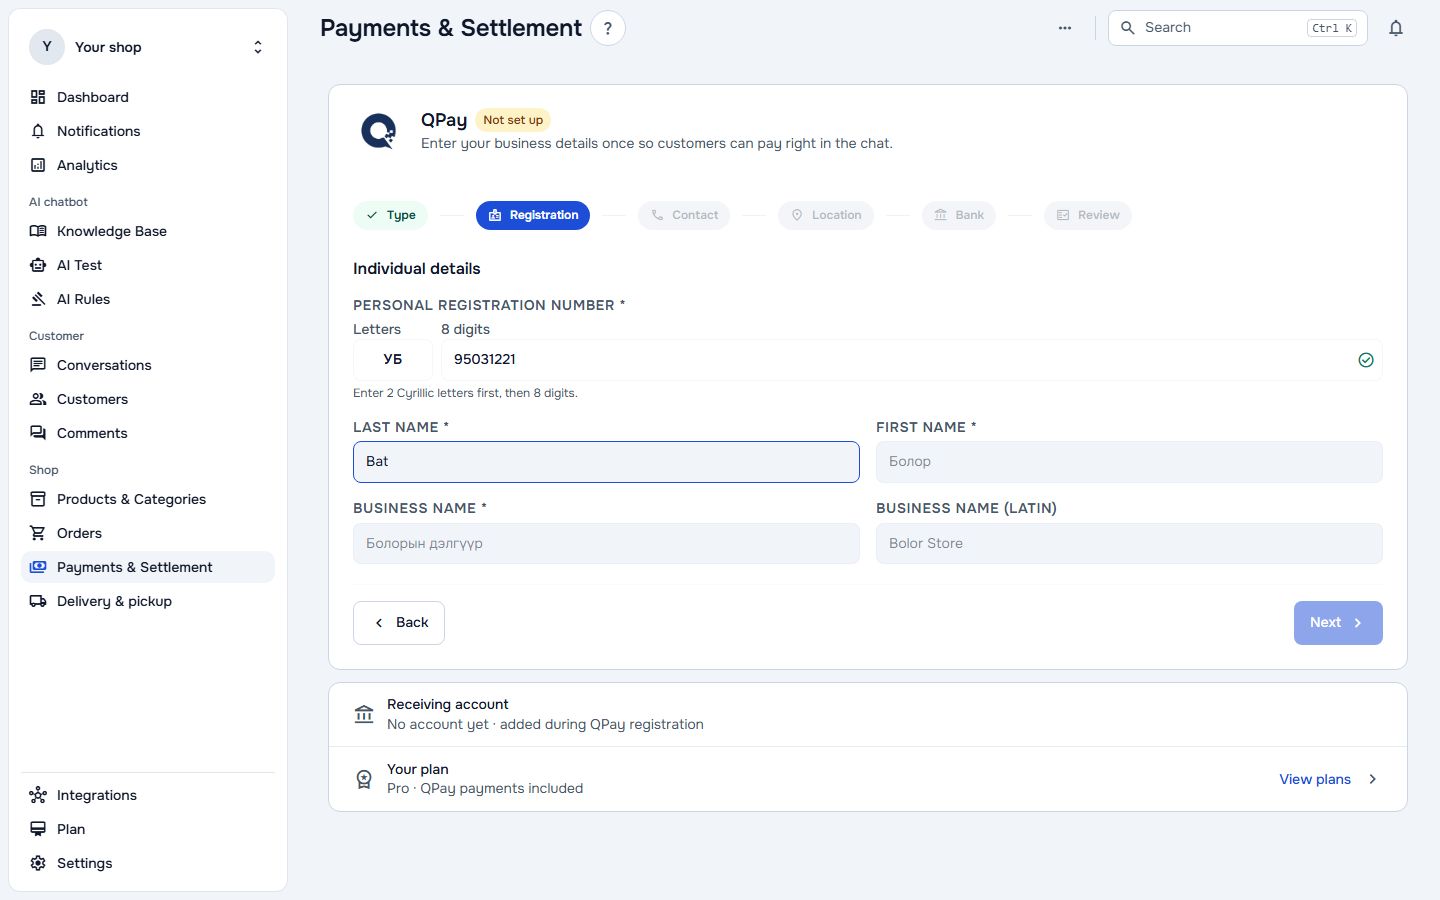 Y Your shop
Dashboard
Notifications
Analytics
AI chatbot
Knowledge Base
AI Test
AI Rules
Customer
Conversations
Customers
Comments
Shop
Products & Categories
Orders
Payments & Settlement
Delivery & pickup
Integrations
Plan
Settings
Payments & Settlement ?
Search Ctrl K
QPay Not set up
Enter your business details once so customers can pay right in the chat.
Type Registration Contact Location Bank Review
Individual details
PERSONAL REGISTRATION NUMBER *
Letters 8 digits
УБ 95031221
Enter 2 Cyrillic letters first, then 8 digits.
LAST NAME * FIRST NAME *
Bat Болор
BUSINESS NAME * BUSINESS NAME (LATIN)
Болорын дэлгүүр Bolor Store
Back Next
Receiving account
No account yet · added during QPay registration
Your plan
Pro · QPay payments included
View plans